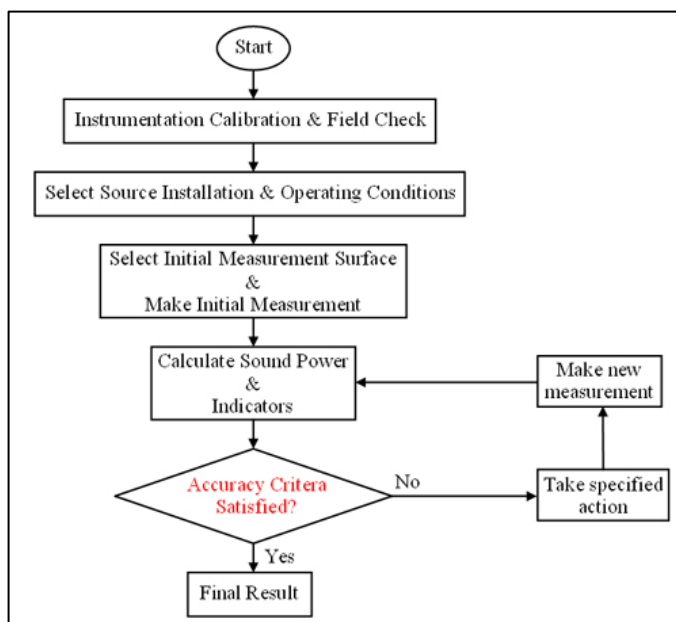 Start
Instrumentation Calibration & Field Check
Select Source Installation & Operating Conditions
Select Initial Measurement Surface
&
Make Initial Measurement
Calculate Sound Power
&
Indicators
Make new
measurement
Accuracy Critera
Satisfied?
No
Take specified
action
Yes
Final Result